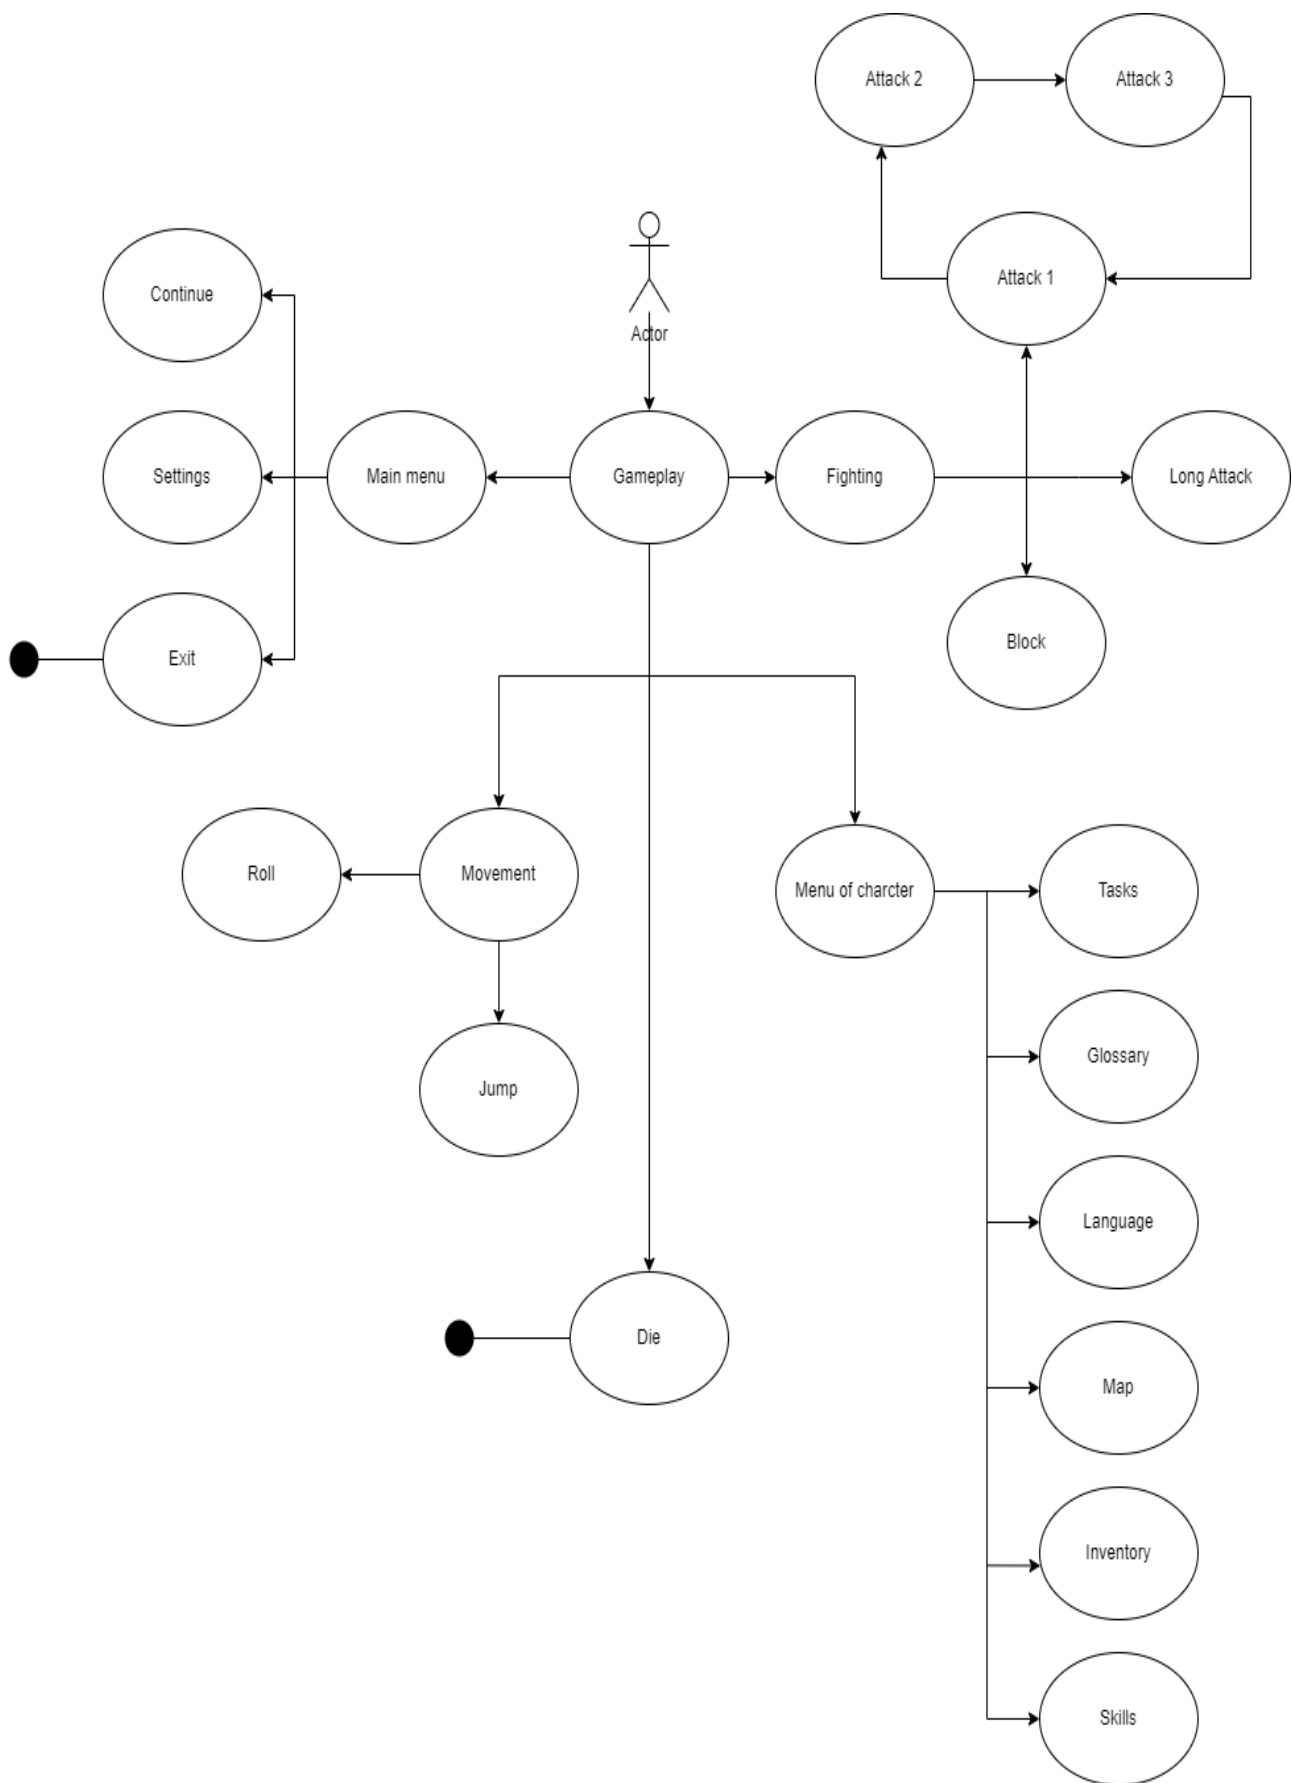 Attack 2
Attack 3
Attack 1
Continue
Actor
Settings
Main menu
Gameplay
Fighting
Long Attack
Exit
Block
Roll
Movement
Menu of charcter
Tasks
Glossary
Jump
Language
Die
Map
Inventory
Skills